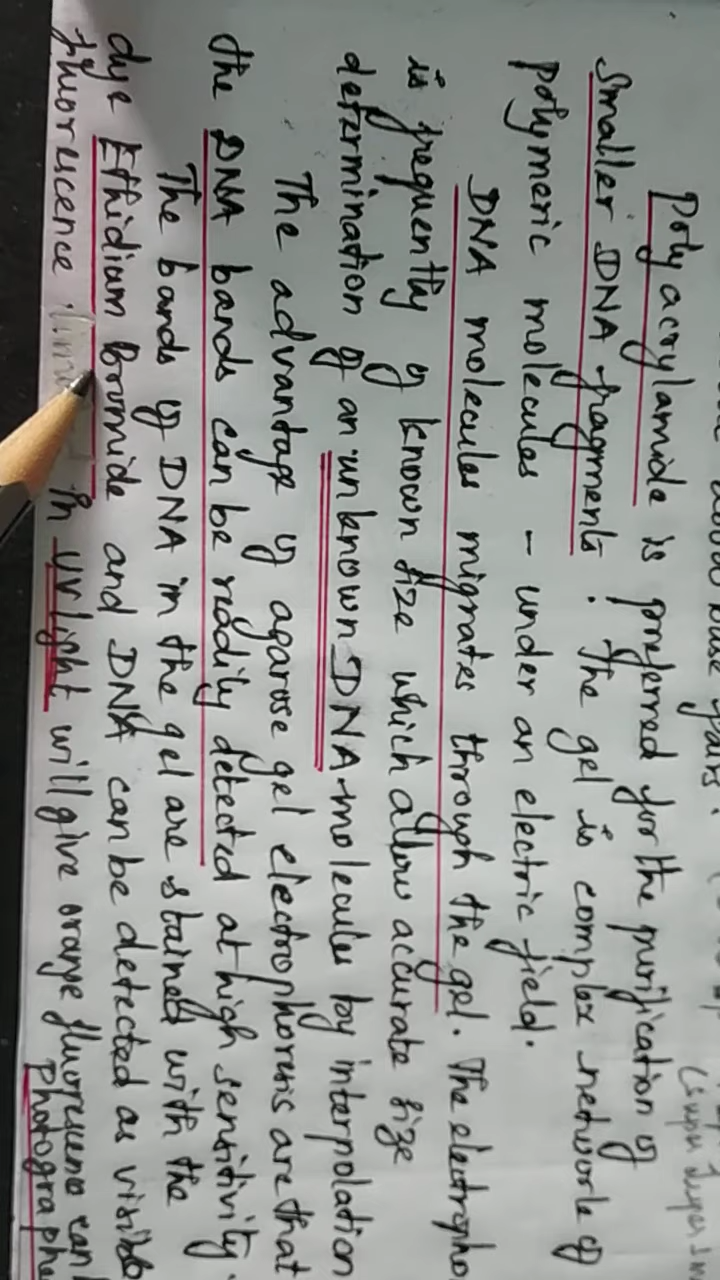 Polyacrylamide is preferred for the purification of
smaller DNA-fragments. The gel is complex network of
polymeric molecules - under an electric field.
DNA molecules migrates through the gel. The electropho
is frequently of known size which allow accurate size
determination of an unknown DNA-molecules by interpolation
The advantage of agarose gel electrophoresis are that
the DNA bands can be readily detected at high sensitivity.
The bands of DNA in the gel are stained with the
dye Ethidium Bromide and DNA can be detected as visible
fluorescence in UV light will give orange fluoresence can
photographe